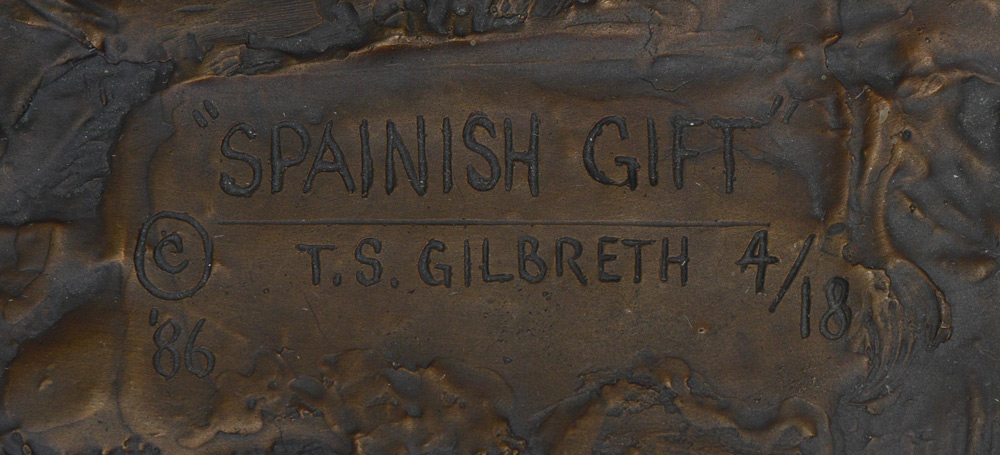 "SPAINISH GIFT"
© T.S. GILBRETH 4/18
'86